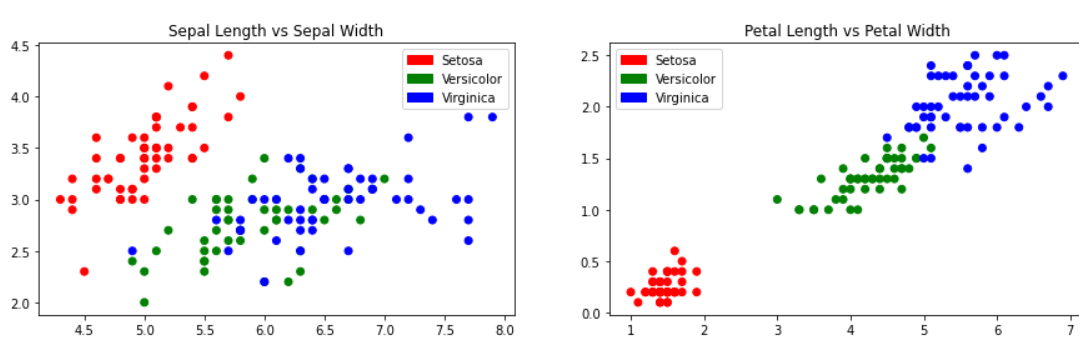 Sepal Length vs Sepal Width
4.5
4.0
3.5
3.0
2.5
2.0
Setosa
Versicolor
Virginica
4.5 5.0 5.5 6.0 6.5 7.0 7.5 8.0
Petal Length vs Petal Width
2.5
2.0
1.5
1.0
0.5
0.0
Setosa
Versicolor
Virginica
1 2 3 4 5 6 7